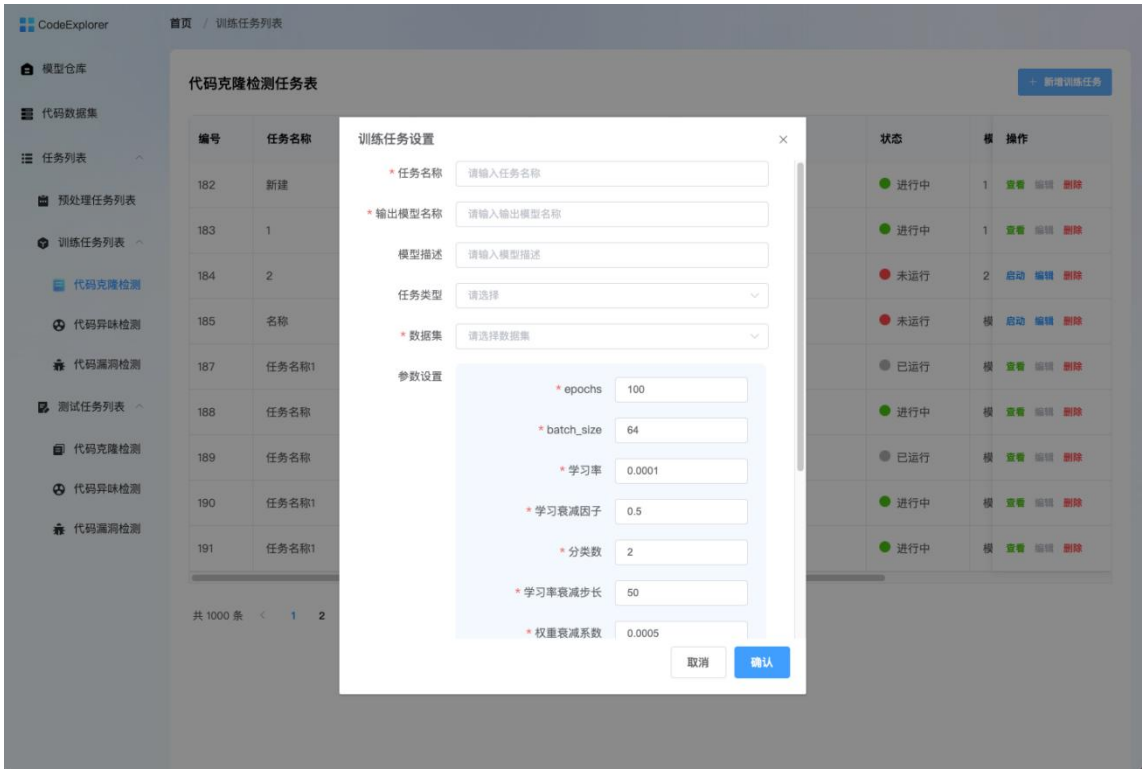 CodeExplorer
首页 / 训练任务列表
模型仓库
代码数据集
任务列表
预处理任务列表
训练任务列表
代码克隆检测
代码异味检测
代码漏洞检测
测试任务列表
代码克隆检测
代码异味检测
代码漏洞检测
代码克隆检测任务表
+ 新增训练任务
编号 任务名称 状态 模 操作
182 新建 进行中 1 查看 编辑 删除
183 1 进行中 1 查看 编辑 删除
184 2 未运行 2 启动 编辑 删除
185 名称 未运行 模 启动 编辑 删除
187 任务名称1 已运行 模 查看 编辑 删除
188 任务名称 进行中 模 查看 编辑 删除
189 任务名称 已运行 模 查看 编辑 删除
190 任务名称1 进行中 模 查看 编辑 删除
191 任务名称1 进行中 模 查看 编辑 删除
共 1000 条 < 1 2
训练任务设置 ×
* 任务名称 请输入任务名称
* 输出模型名称 请输入输出模型名称
模型描述 请输入模型描述
任务类型 请选择
* 数据集 请选择数据集
参数设置
* epochs 100
* batch_size 64
* 学习率 0.0001
* 学习衰减因子 0.5
* 分类数 2
* 学习率衰减步长 50
* 权重衰减系数 0.0005
取消 确认